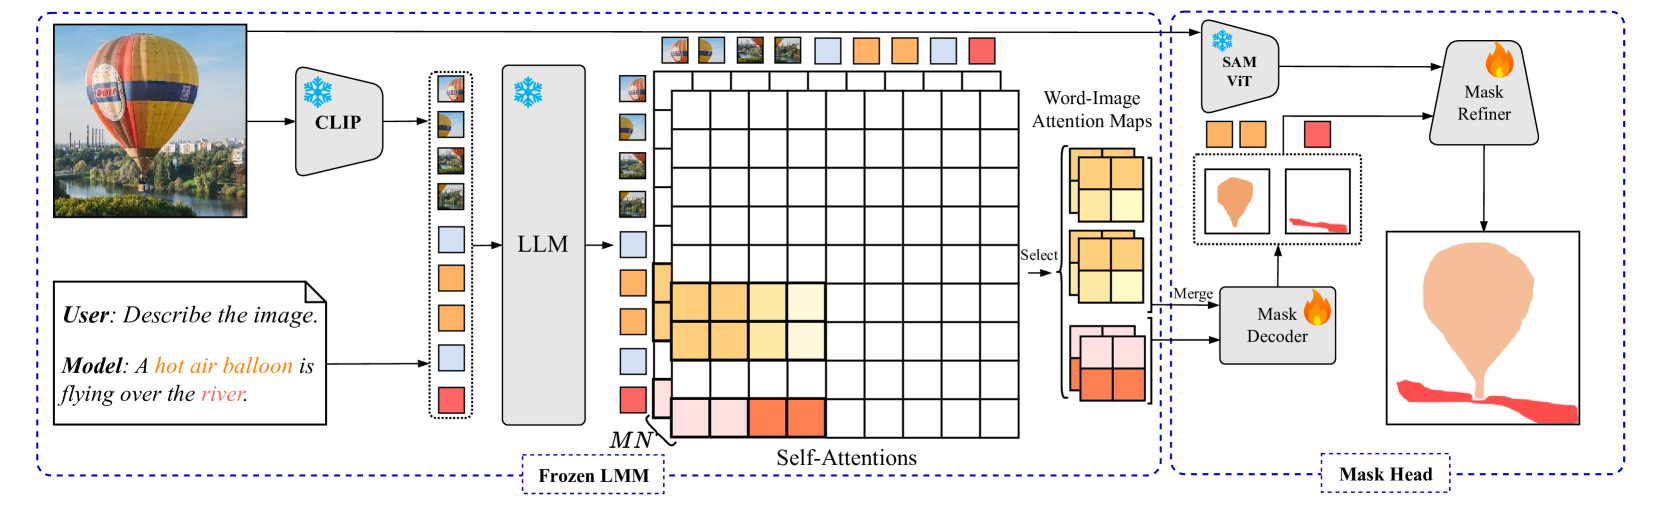 CLIP
User: Describe the image.
Model: A hot air balloon is
flying over the river.
LLM
MN
Self-Attentions
Frozen LMM
Word-Image
Attention Maps
Select
Merge
SAM
ViT
Mask
Refiner
Mask
Decoder
Mask Head